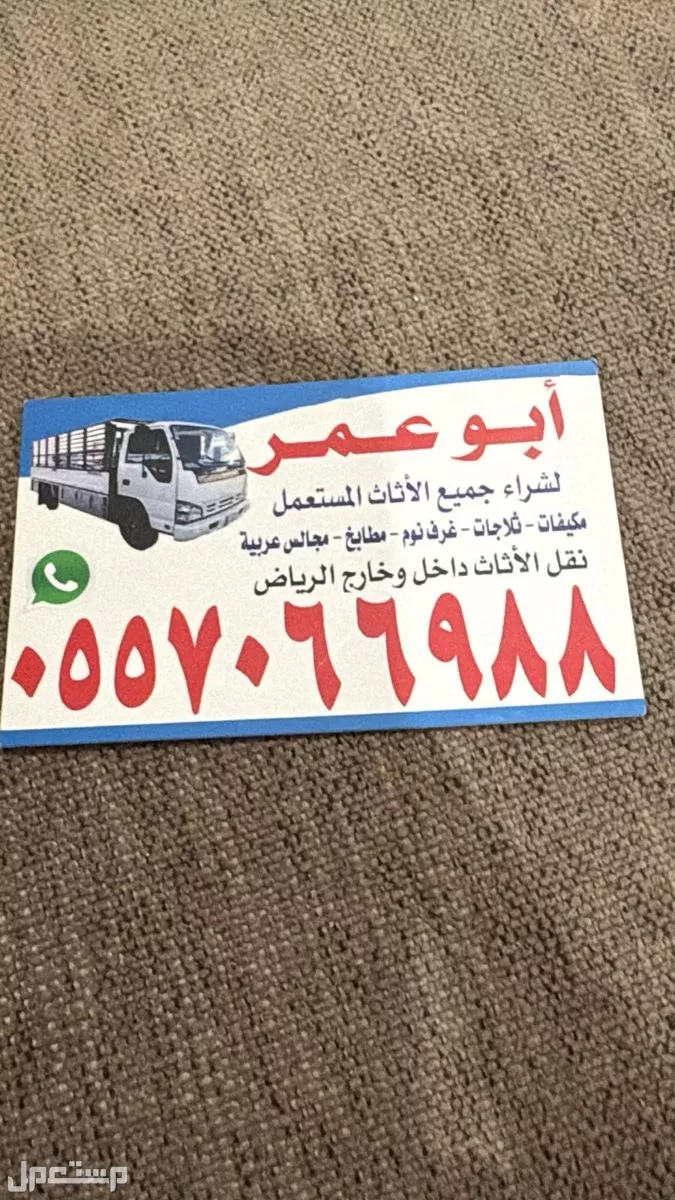 أبو عمر
لشراء جميع الأثاث المستعمل
مكيفات - ثلاجات - غرف نوم - مطابخ - مجالس عربية
نقل الأثاث داخل وخارج الرياض
٠٥٥٧٠٦٦٩٨٨
مستعمل